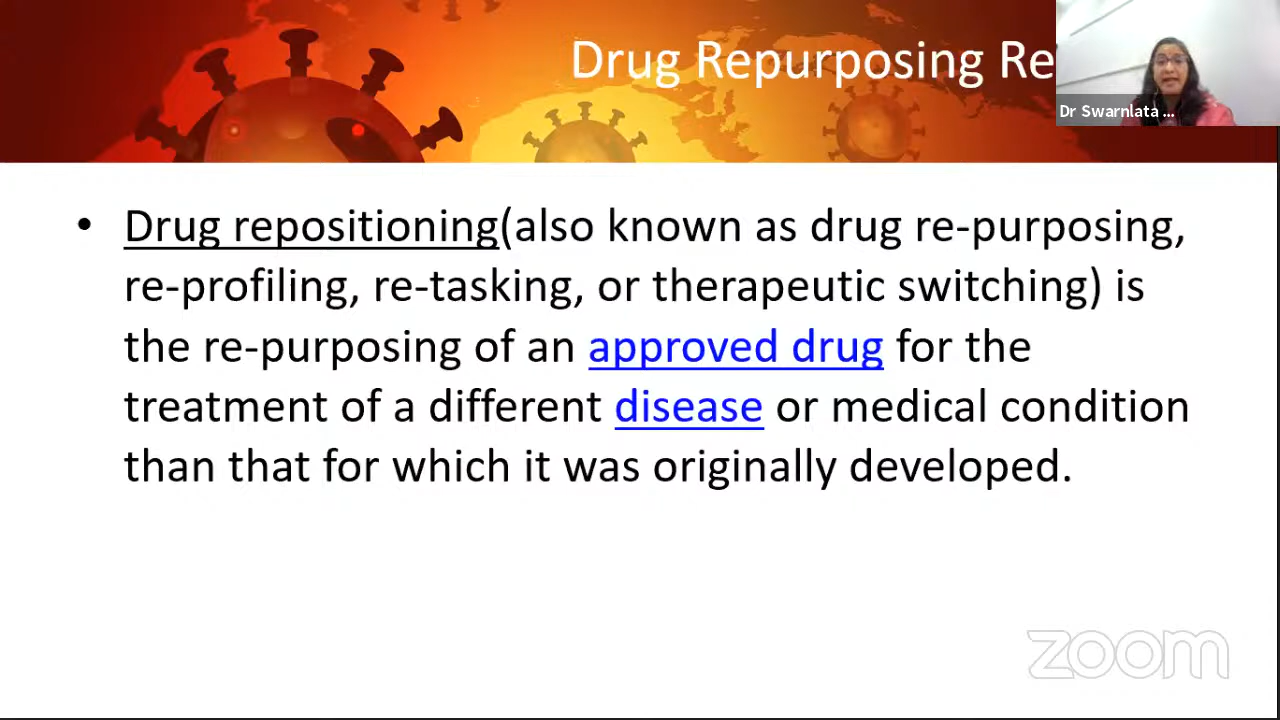 Drug Repurposing Re
Dr Swarnlata ...
• Drug repositioning(also known as drug re-purposing,
re-profiling, re-tasking, or therapeutic switching) is
the re-purposing of an approved drug for the
treatment of a different disease or medical condition
than that for which it was originally developed.
zoom